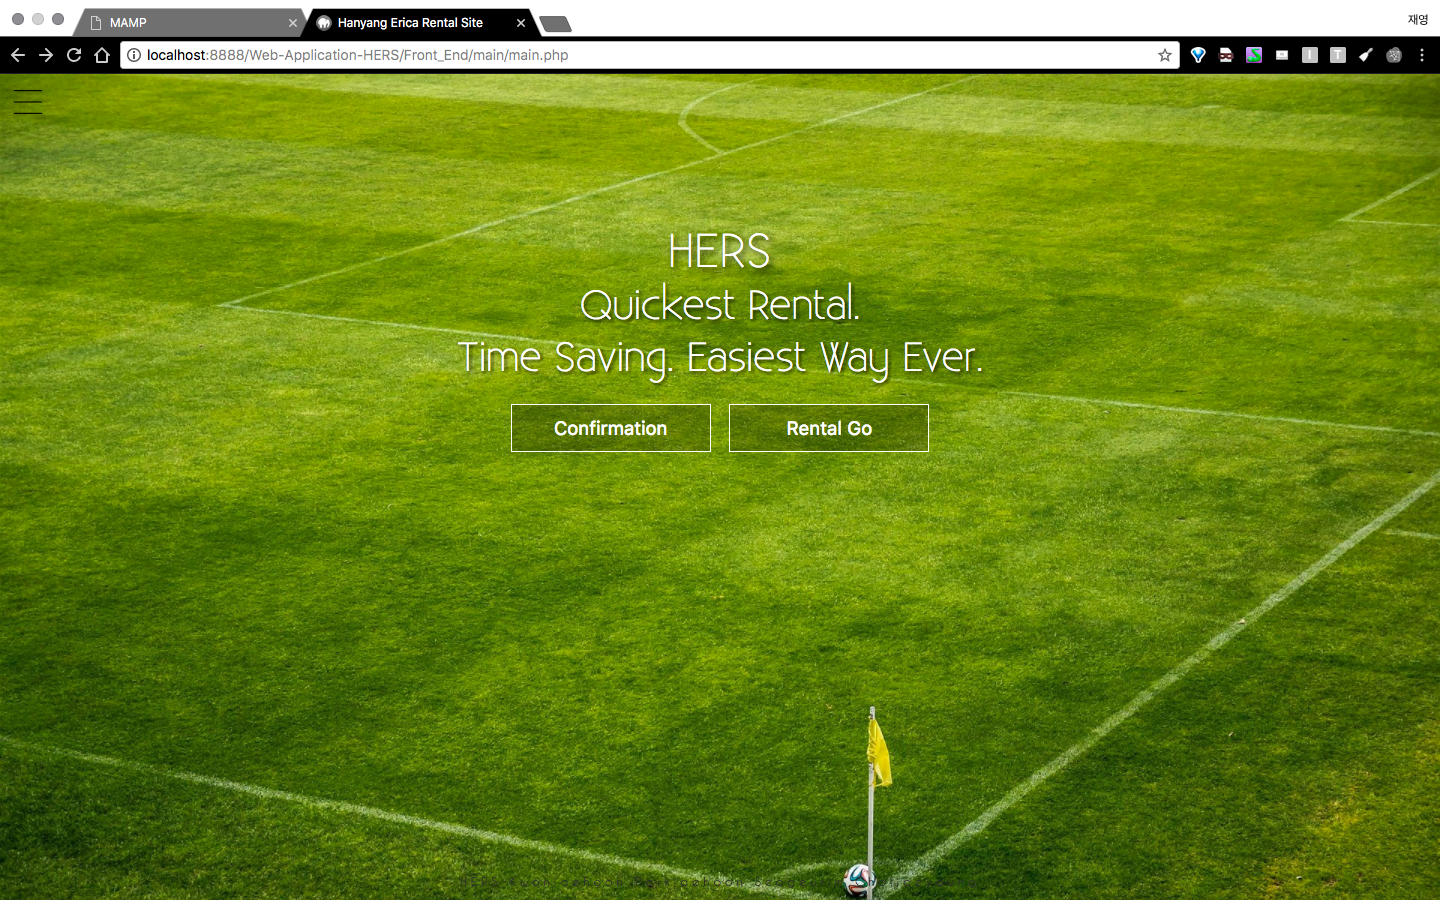 MAMP
Hanyang Erica Rental Site
재영
localhost:8888/Web-Application-HERS/Front_End/main/main.php
HERS
Quickest Rental.
Time Saving. Easiest Way Ever.
Confirmation
Rental Go